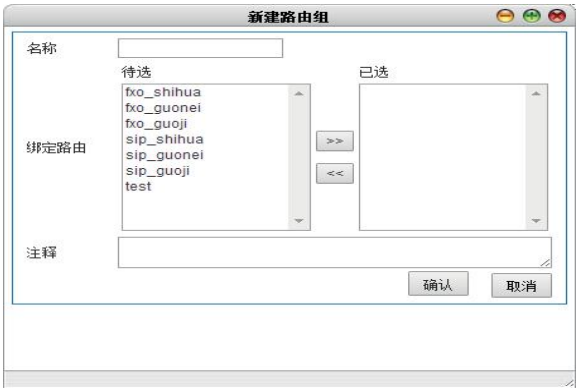 新建路由组
名称
待选 已选
fxo_shihua
fxo_guonei
fxo_guoji
sip_shihua
sip_guonei
sip_guoji
test
绑定路由
>>
<<
注释
确认 取消